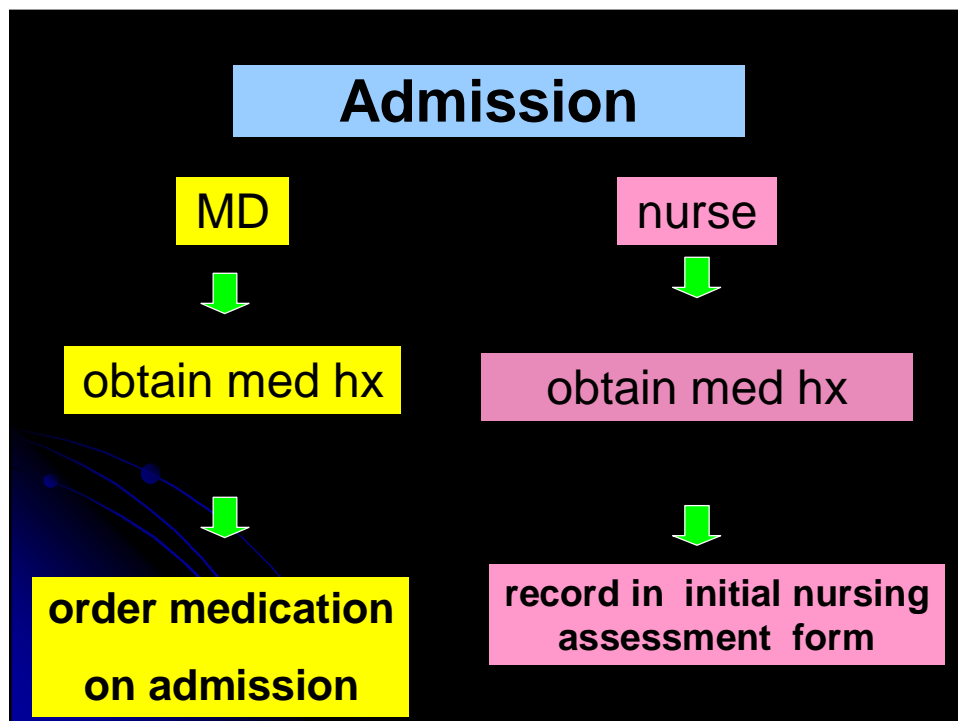 Admission
MD
nurse
obtain med hx
obtain med hx
order medication
on admission
record in initial nursing
assessment form